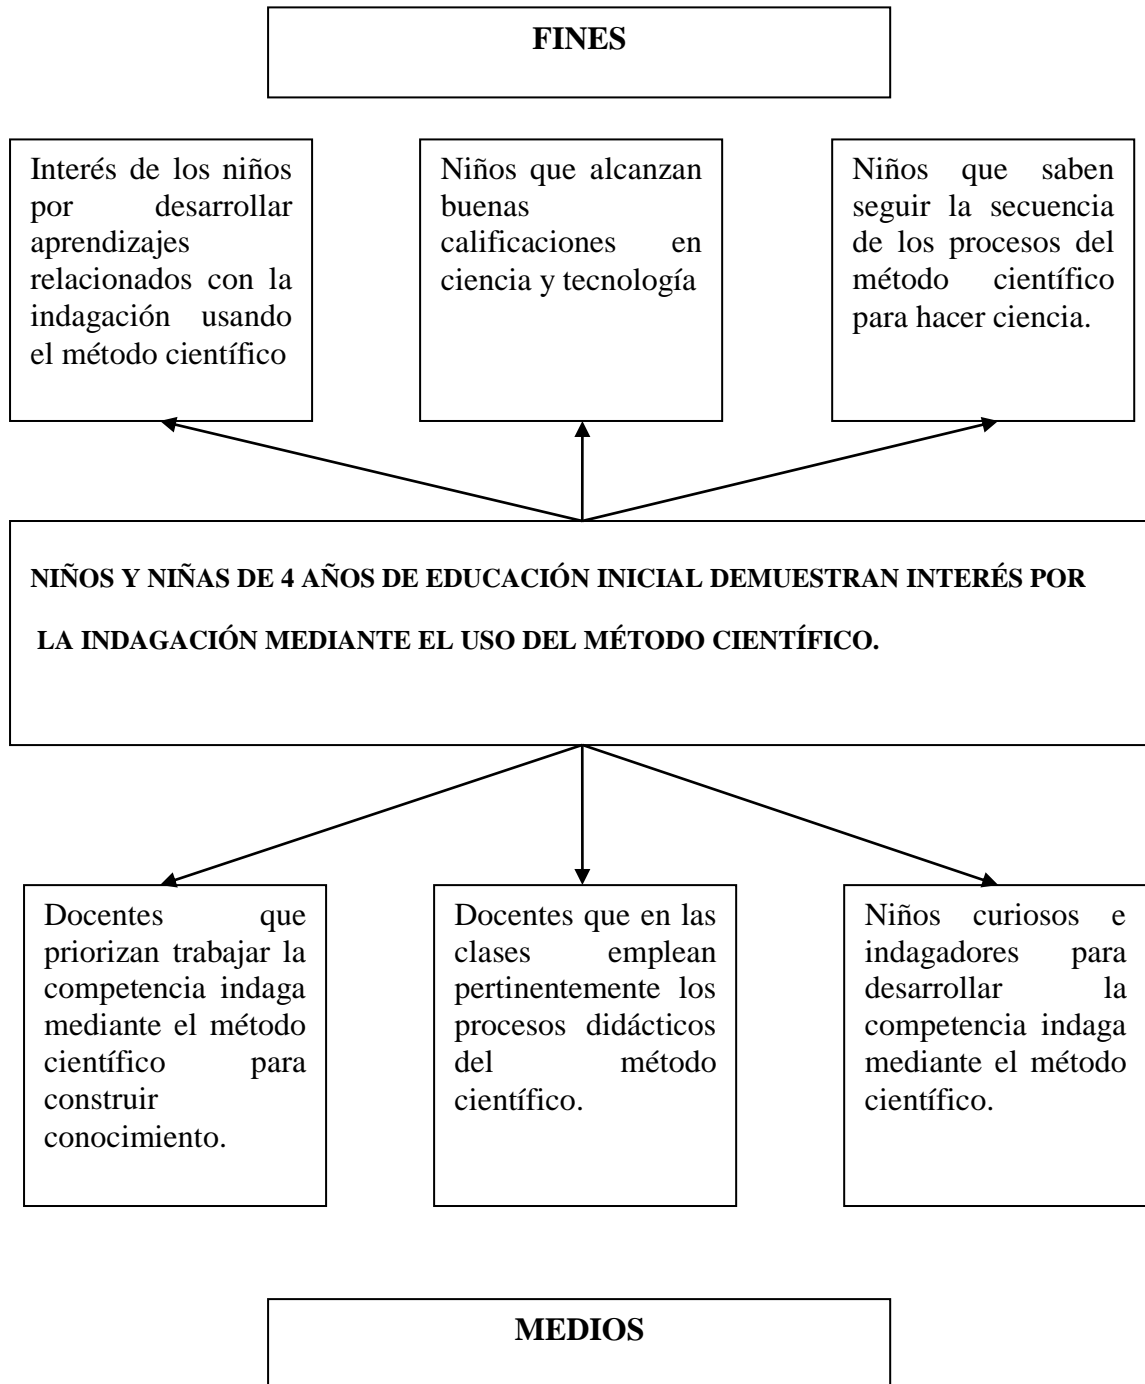 FINES
Interés de los niños
por desarrollar
aprendizajes
relacionados con la
indagación usando
el método científico
Niños que alcanzan
buenas
calificaciones en
ciencia y tecnología
Niños que saben
seguir la secuencia
de los procesos del
método científico
para hacer ciencia.
NIÑOS Y NIÑAS DE 4 AÑOS DE EDUCACIÓN INICIAL DEMUESTRAN INTERÉS POR
LA INDAGACIÓN MEDIANTE EL USO DEL MÉTODO CIENTÍFICO.
Docentes que
priorizan trabajar la
competencia indaga
mediante el método
científico para
construir
conocimiento.
Docentes que en las
clases emplean
pertinentemente los
procesos didácticos
del método
científico.
Niños curiosos e
indagadores para
desarrollar la
competencia indaga
mediante el método
científico.
MEDIOS